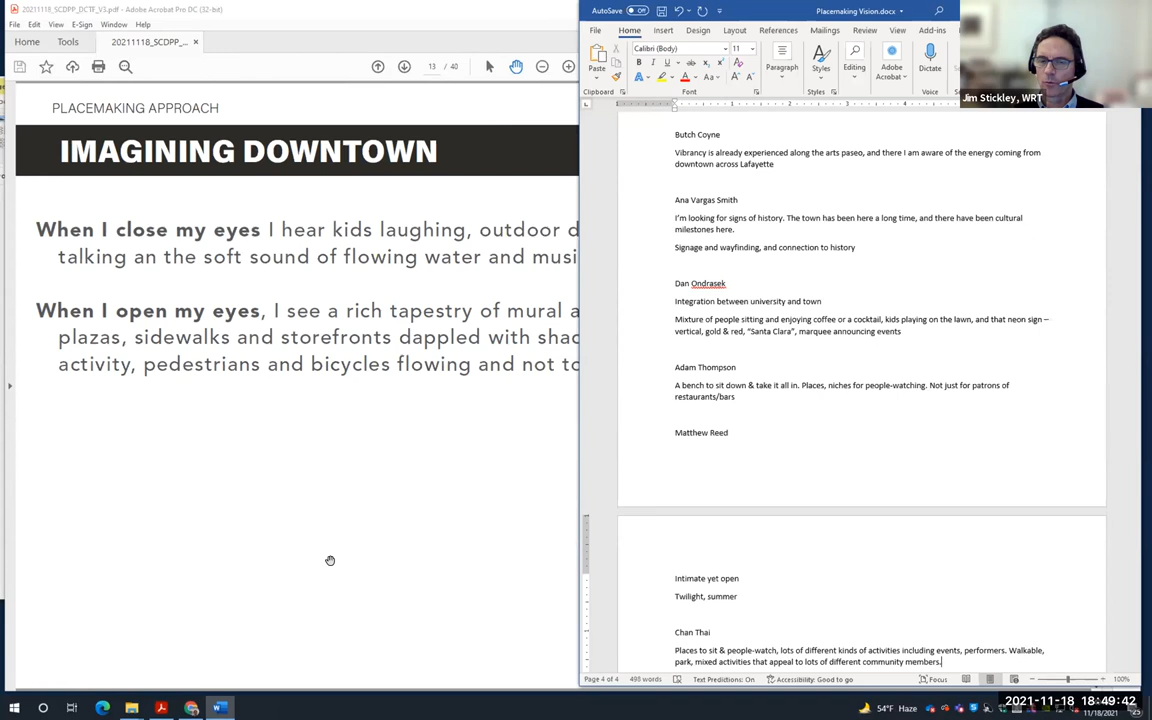 20211118_SCDPP_DCTF_V3.pdf - Adobe Acrobat Pro DC (32-bit)
File Edit View E-Sign Window Help
Home Tools 20211118_SCDPP_... ×
13 / 40
PLACEMAKING APPROACH
IMAGINING DOWNTOWN
When I close my eyes I hear kids laughing, outdoor d
talking an the soft sound of flowing water and musi
When I open my eyes, I see a rich tapestry of mural a
plazas, sidewalks and storefronts dappled with shad
activity, pedestrians and bicycles flowing and not to
AutoSave Off Placemaking Vision.docx
File Home Insert Design Layout References Mailings Review View
Calibri (Body) 11
Paste Paragraph Styles Editing Adobe Acrobat Dictate
Clipboard Font Styles Voice
Jim Stickley, WRT
Butch Coyne
Vibrancy is already experienced along the arts paseo, and there I am aware of the energy coming from
downtown across Lafayette
Ana Vargas Smith
I'm looking for signs of history. The town has been here a long time, and there have been cultural
milestones here.
Signage and wayfinding, and connection to history
Dan Ondrasek
Integration between university and town
Mixture of people sitting and enjoying coffee or a cocktail, kids playing on the lawn, and that neon sign –
vertical, gold & red, "Santa Clara", marquee announcing events
Adam Thompson
A bench to sit down & take it all in. Places, niches for people-watching. Not just for patrons of
restaurants/bars
Matthew Reed
Intimate yet open
Twilight, summer
Chan Thai
Places to sit & people-watch, lots of different kinds of activities including events, performers. Walkable,
park, mixed activities that appeal to lots of different community members.
Page 4 of 4 498 words Text Predictions: On Accessibility: Good to go Focus 100%
54°F Haze
2021-11-18 18:49:42
11/18/2021